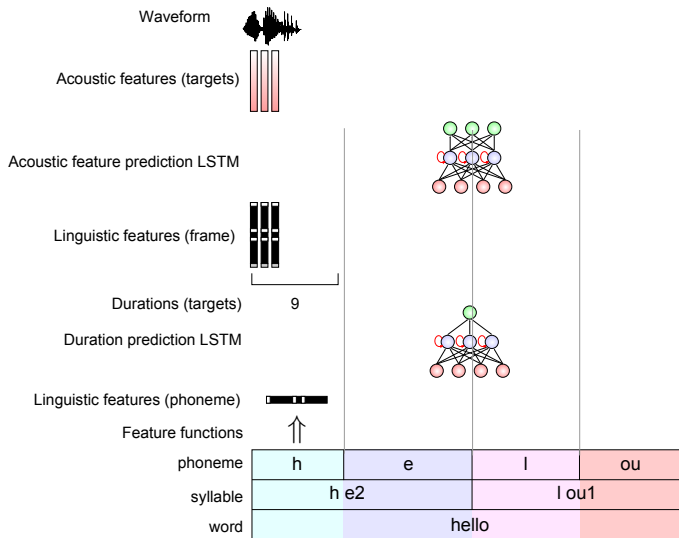 Waveform
Acoustic features (targets)
Acoustic feature prediction LSTM
Linguistic features (frame)
Durations (targets) 9
Duration prediction LSTM
Linguistic features (phoneme)
Feature functions
phoneme h e l ou
syllable h e2 l ou1
word hello